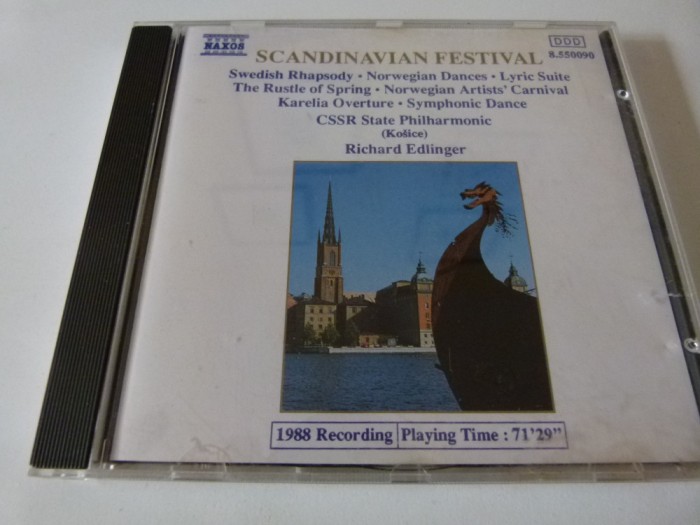 NAXOS
DDD
SCANDINAVIAN FESTIVAL
8.550090
Swedish Rhapsody • Norwegian Dances • Lyric Suite
The Rustle of Spring • Norwegian Artists' Carnival
Karelia Overture • Symphonic Dance
CSSR State Philharmonic
(Košice)
Richard Edlinger
1988 Recording
Playing Time : 71'29"